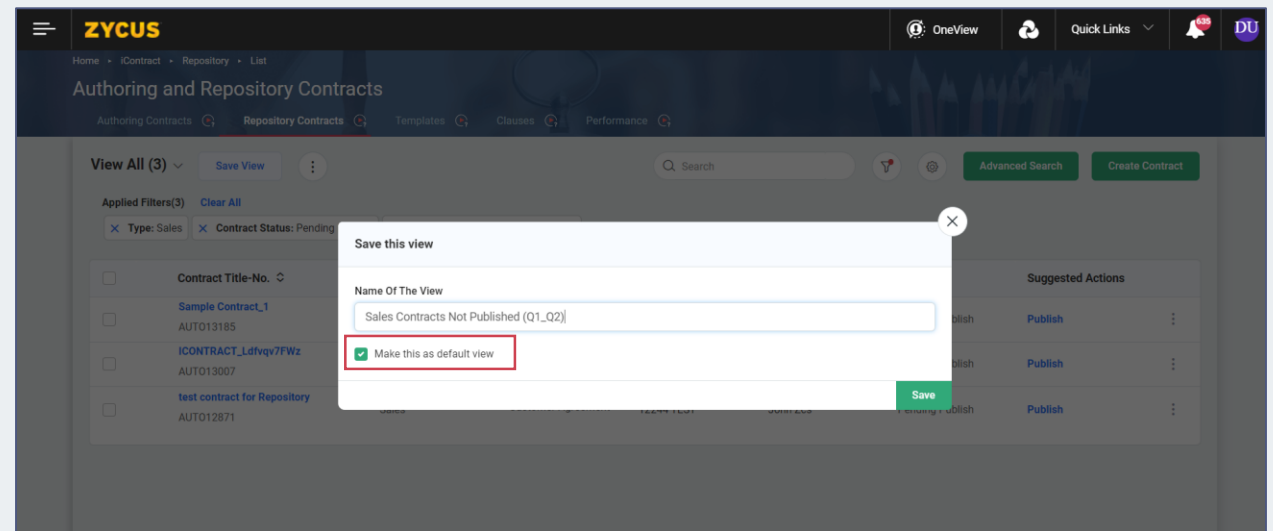 ZYCUS
OneView
Quick Links
635
DU
Home • iContract • Repository • List
Authoring and Repository Contracts
Authoring Contracts Repository Contracts Templates Clauses Performance
View All (3) Save View Search Advanced Search Create Contract
Applied Filters(3) Clear All
Type: Sales Contract Status: Pending
Save this view
Name Of The View
Sales Contracts Not Published (Q1_Q2)
Make this as default view
Save
Contract Title-No. Suggested Actions
Sample Contract_1
AUTO13185 blish Publish
ICONTRACT_Ldfvqv7FWz
AUTO13007 blish Publish
test contract for Repository
AUTO12871 Sales Pending Publish Publish